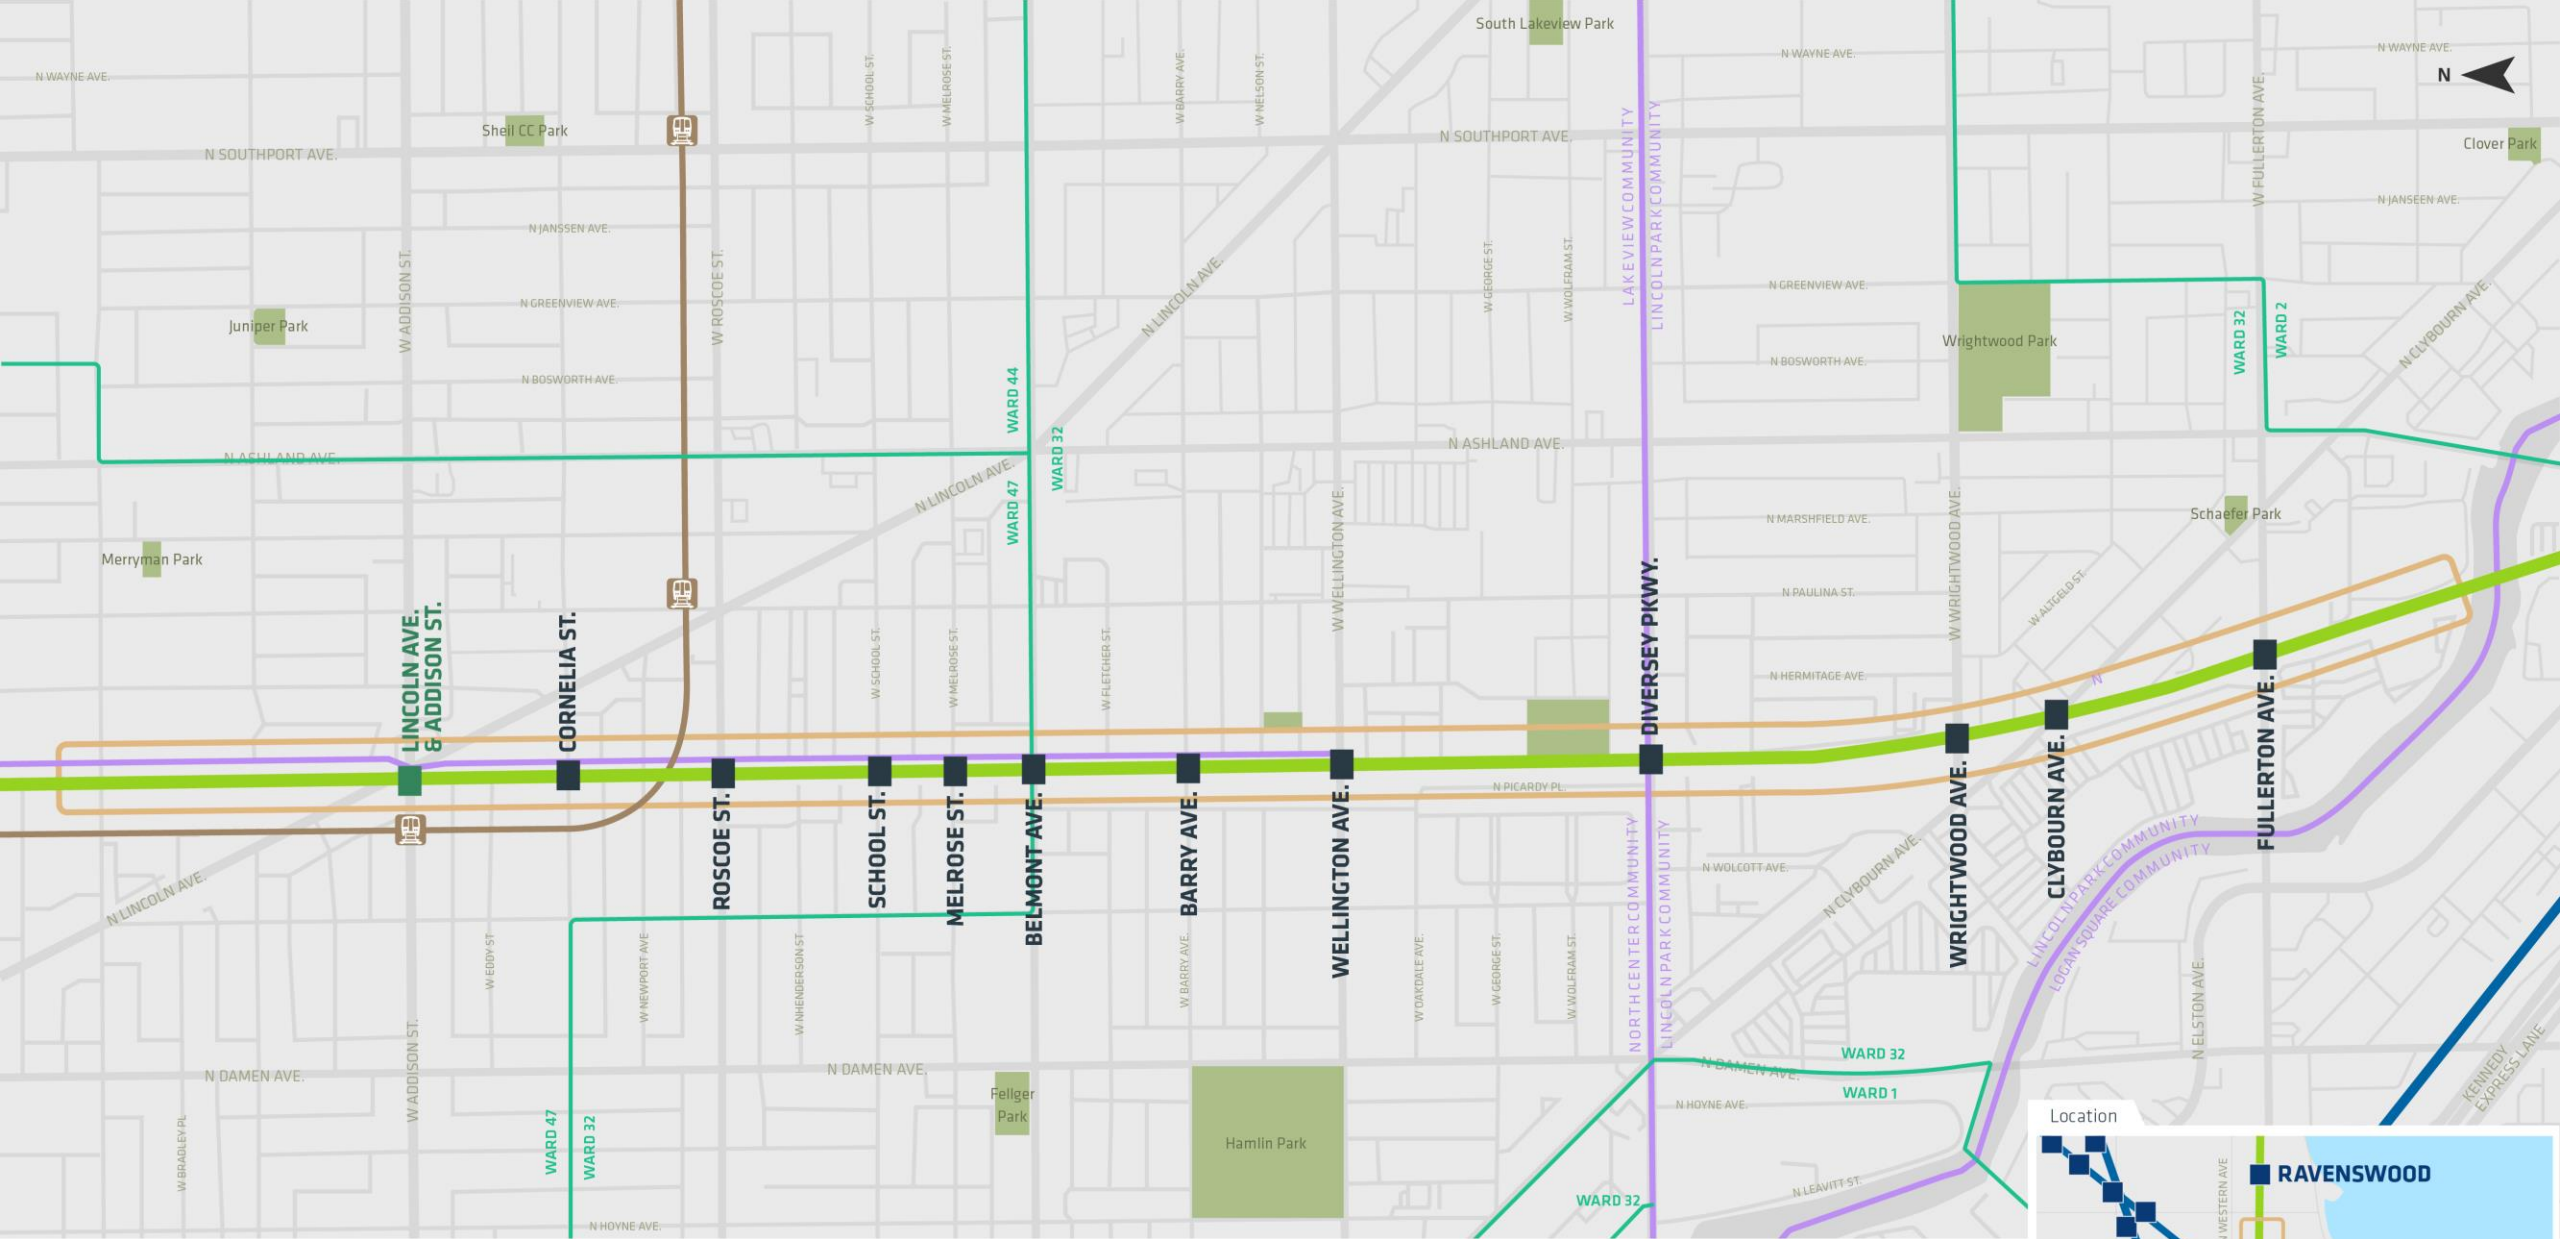 South Lakeview Park
N WAYNE AVE.
N WAYNE AVE.
N WAYNE AVE.
N
W SCHOOL ST.
W MELROSE ST.
W BARRY AVE.
W NELSON ST.
W FULLERTON AVE.
Sheil CC Park
N SOUTHPORT AVE.
N SOUTHPORT AVE.
Clover Park
LAKEVIEW COMMUNITY
LINCOLN PARK COMMUNITY
N JANSSEN AVE.
N JANSEEN AVE.
W ADDISON ST.
W ROSCOE ST.
N LINCOLN AVE.
W GEORGE ST.
W WOLFRAM ST.
N GREENVIEW AVE.
N GREENVIEW AVE.
Juniper Park
Wrightwood Park
WARD 32
WARD 2
N CLYBOURN AVE.
N BOSWORTH AVE.
N BOSWORTH AVE.
WARD 44
WARD 32
WARD 47
N ASHLAND AVE.
N ASHLAND AVE.
N LINCOLN AVE.
Schaefer Park
N MARSHFIELD AVE.
W WELLINGTON AVE.
W WRIGHTWOOD AVE.
Merryman Park
N PAULINA ST.
W ALTGELD ST.
LINCOLN AVE.
& ADDISON ST.
CORNELIA ST.
W SCHOOL ST.
W MELROSE ST.
W FLETCHER ST.
DIVERSEY PKWY.
N HERMITAGE AVE.
N
N PICARDY PL.
ROSCOE ST.
SCHOOL ST.
MELROSE ST.
BELMONT AVE.
BARRY AVE.
WELLINGTON AVE.
WRIGHTWOOD AVE.
CLYBOURN AVE.
FULLERTON AVE.
NORTH CENTER COMMUNITY
LINCOLN PARK COMMUNITY
N WOLCOTT AVE.
N CLYBOURN AVE.
LINCOLN PARK COMMUNITY
LOGAN SQUARE COMMUNITY
N LINCOLN AVE.
W EDDY ST
W NEWPORT AVE
W NHENDERSON ST
W BARRY AVE.
W OAKDALE AVE.
W GEORGE ST.
W WOLFRAM ST.
N ELSTON AVE.
KENNEDY
EXPRESS LANE
W ADDISON ST.
N DAMEN AVE.
N DAMEN AVE.
N DAMEN AVE.
WARD 32
WARD 1
N HOYNE AVE.
Fellger
Park
Hamlin Park
W BRADLEY PL
WARD 47
WARD 32
N LEAVITT ST.
WARD 32
N HOYNE AVE.
Location
RAVENSWOOD
N WESTERN AVE